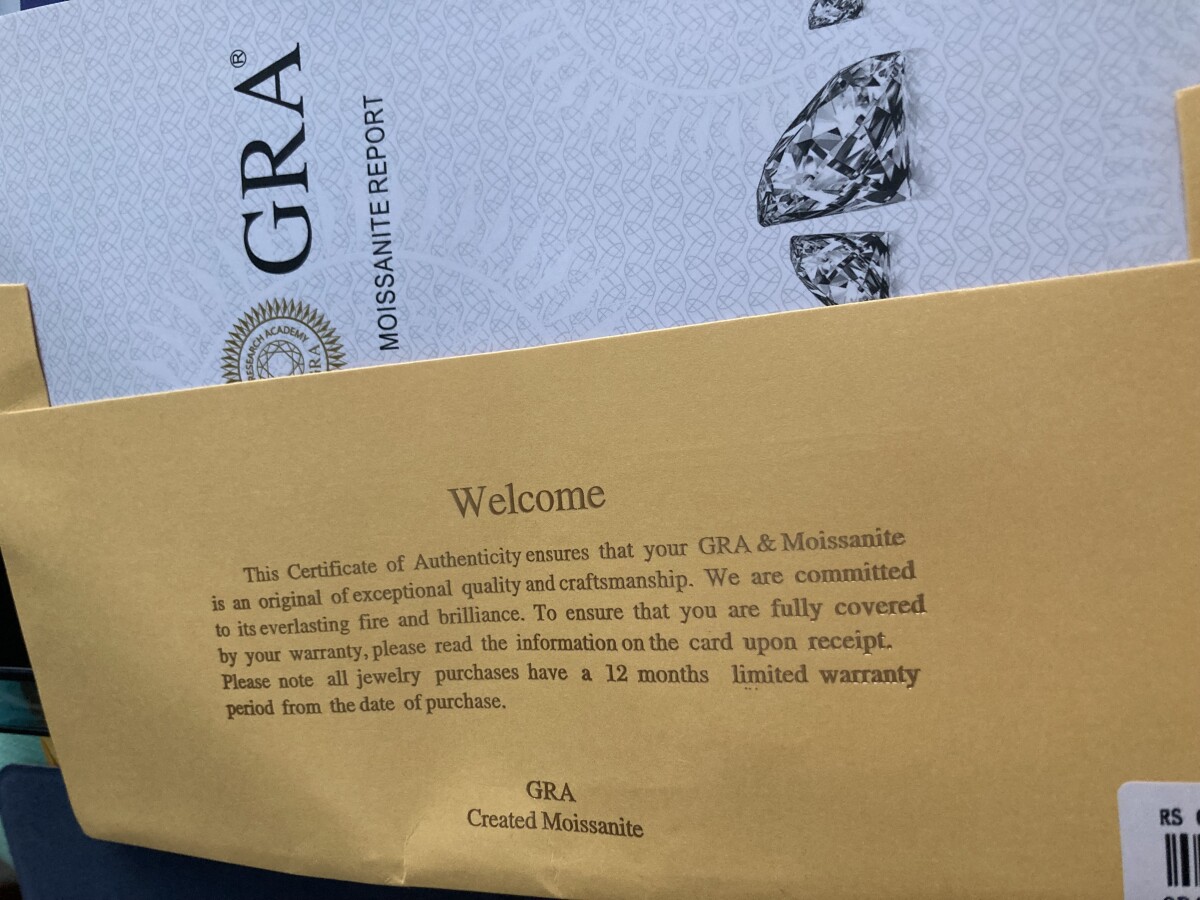 GRA®
MOISSANITE REPORT
RESEARCH ACADEMY
GRA
Welcome
This Certificate of Authenticity ensures that your GRA & Moissanite
is an original of exceptional quality and craftsmanship. We are committed
to its everlasting fire and brilliance. To ensure that you are fully covered
by your warranty, please read the information on the card upon receipt.
Please note all jewelry purchases have a 12 months limited warranty
period from the date of purchase.
GRA
Created Moissanite
RS